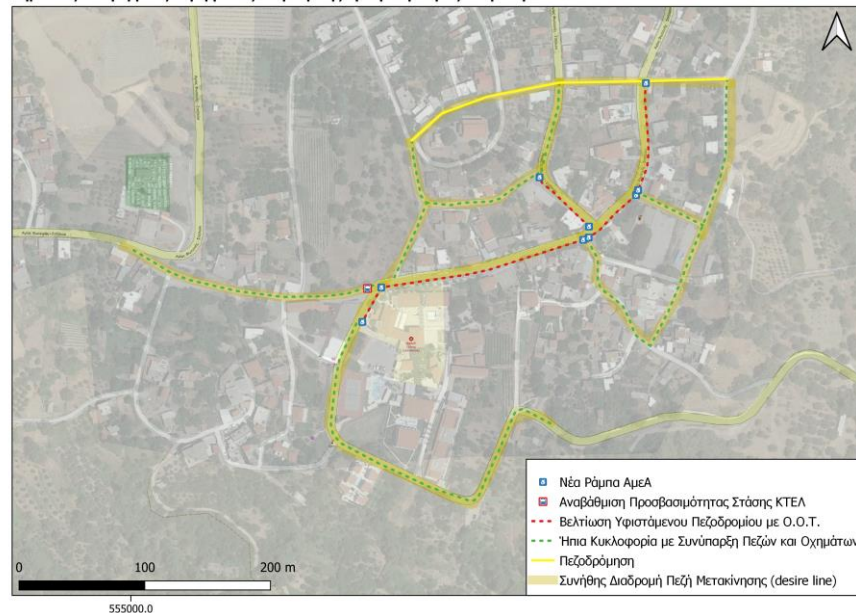 Νέα Ράμπα ΑμεΑ
Αναβάθμιση Προσβασιμότητας Στάσης ΚΤΕΛ
Βελτίωση Υφιστάμενου Πεζοδρομίου με Ο.Ο.Τ.
Ήπια Κυκλοφορία με Συνύπαρξη Πεζών και Οχημάτων
Πεζοδρόμηση
Συνήθης Διαδρομή Πεζή Μετακίνησης (desire line)
0 100 200 m
555000.0